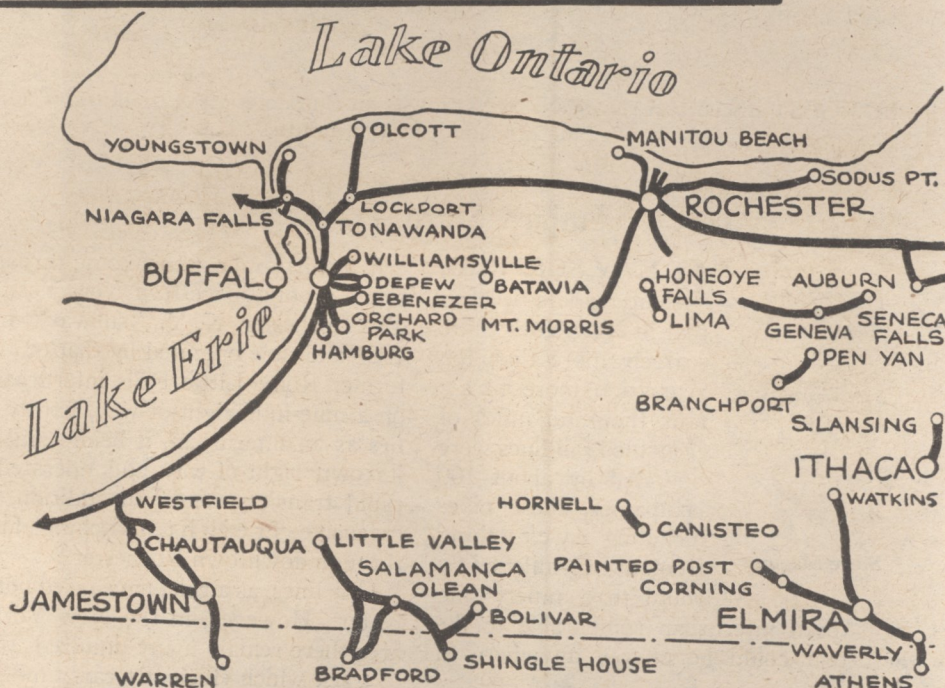 Lake Ontario
YOUNGSTOWN
OLCOTT
MANITOU BEACH
SODUS PT.
NIAGARA FALLS
LOCKPORT
ROCHESTER
TONAWANDA
WILLIAMSVILLE
BUFFALO
DEPEW
BATAVIA
HONEOYE
FALLS
AUBURN
EBENEZER
ORCHARD
PARK
MT. MORRIS
LIMA
GENEVA
SENECA
FALLS
HAMBURG
Lake Erie
PEN YAN
BRANCHPORT
S. LANSING
ITHACA
WESTFIELD
HORNELL
WATKINS
CANISTEO
CHAUTAUQUA
LITTLE VALLEY
SALAMANCA
OLEAN
PAINTED POST
CORNING
JAMESTOWN
BOLIVAR
ELMIRA
WAVERLY
WARREN
BRADFORD
SHINGLE HOUSE
ATHENS